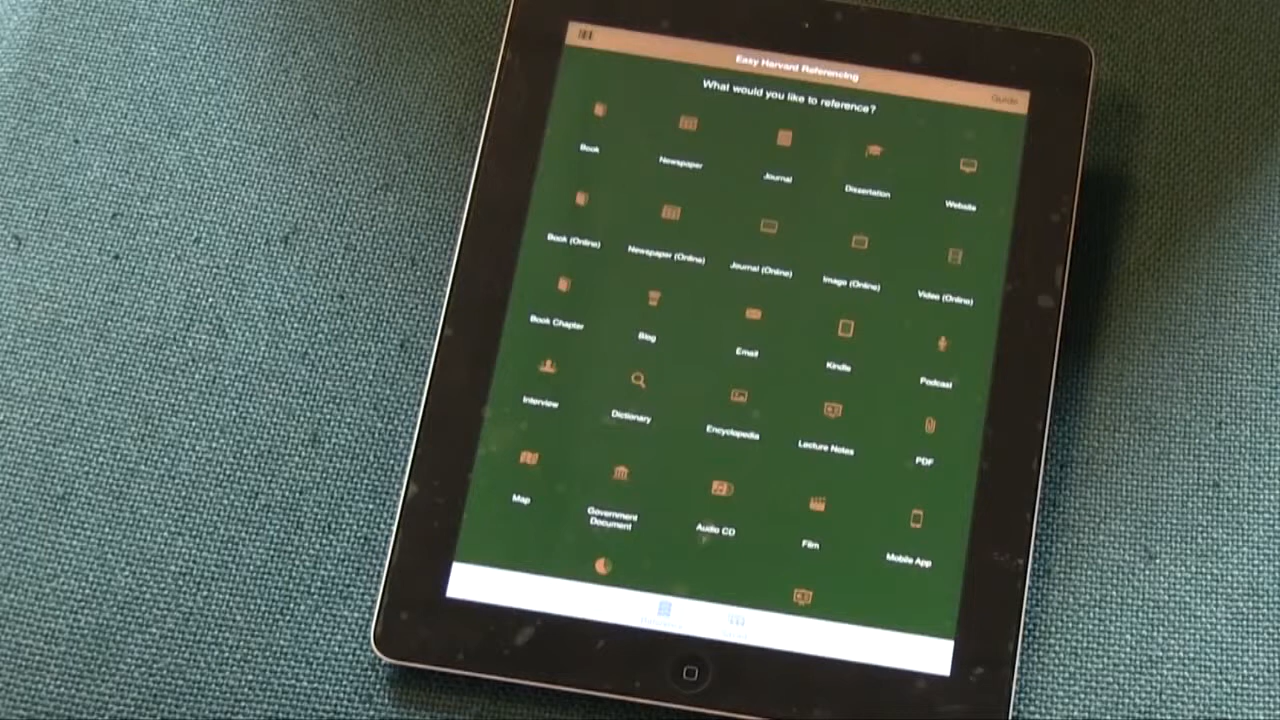 Easy Harvard Referencing
Guide
What would you like to reference?
Book
Newspaper
Journal
Dissertation
Website
Book (Online)
Newspaper (Online)
Journal (Online)
Image (Online)
Video (Online)
Book Chapter
Blog
Email
Kindle
Podcast
Interview
Dictionary
Encyclopedia
Lecture Notes
PDF
Map
Government
Document
Audio CD
Film
Mobile App